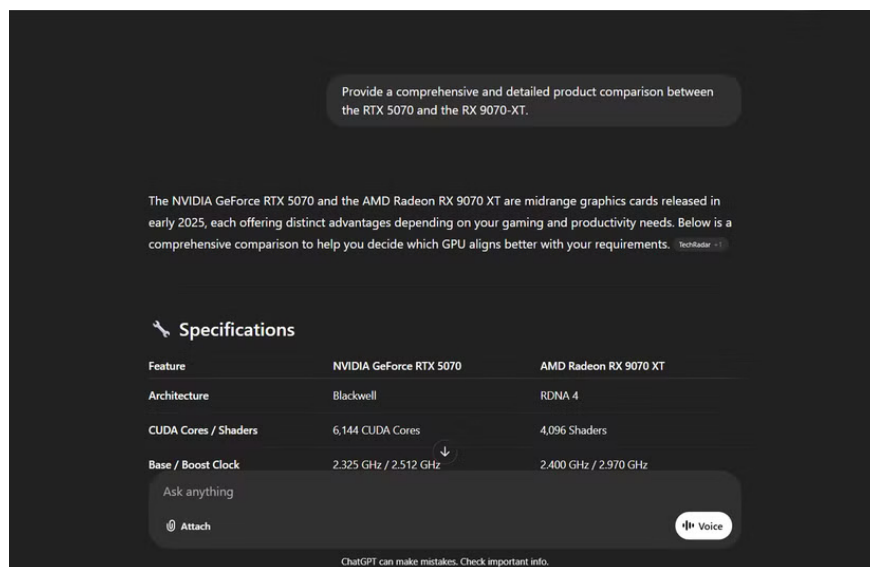 Provide a comprehensive and detailed product comparison between
the RTX 5070 and the RX 9070-XT.
The NVIDIA GeForce RTX 5070 and the AMD Radeon RX 9070 XT are midrange graphics cards released in
early 2025, each offering distinct advantages depending on your gaming and productivity needs. Below is a
comprehensive comparison to help you decide which GPU aligns better with your requirements. TechRadar +1
Specifications
Feature NVIDIA GeForce RTX 5070 AMD Radeon RX 9070 XT
Architecture Blackwell RDNA 4
CUDA Cores / Shaders 6,144 CUDA Cores 4,096 Shaders
Base / Boost Clock 2.325 GHz / 2.512 GHz 2.400 GHz / 2.970 GHz
Ask anything
Attach Voice
ChatGPT can make mistakes. Check important info.